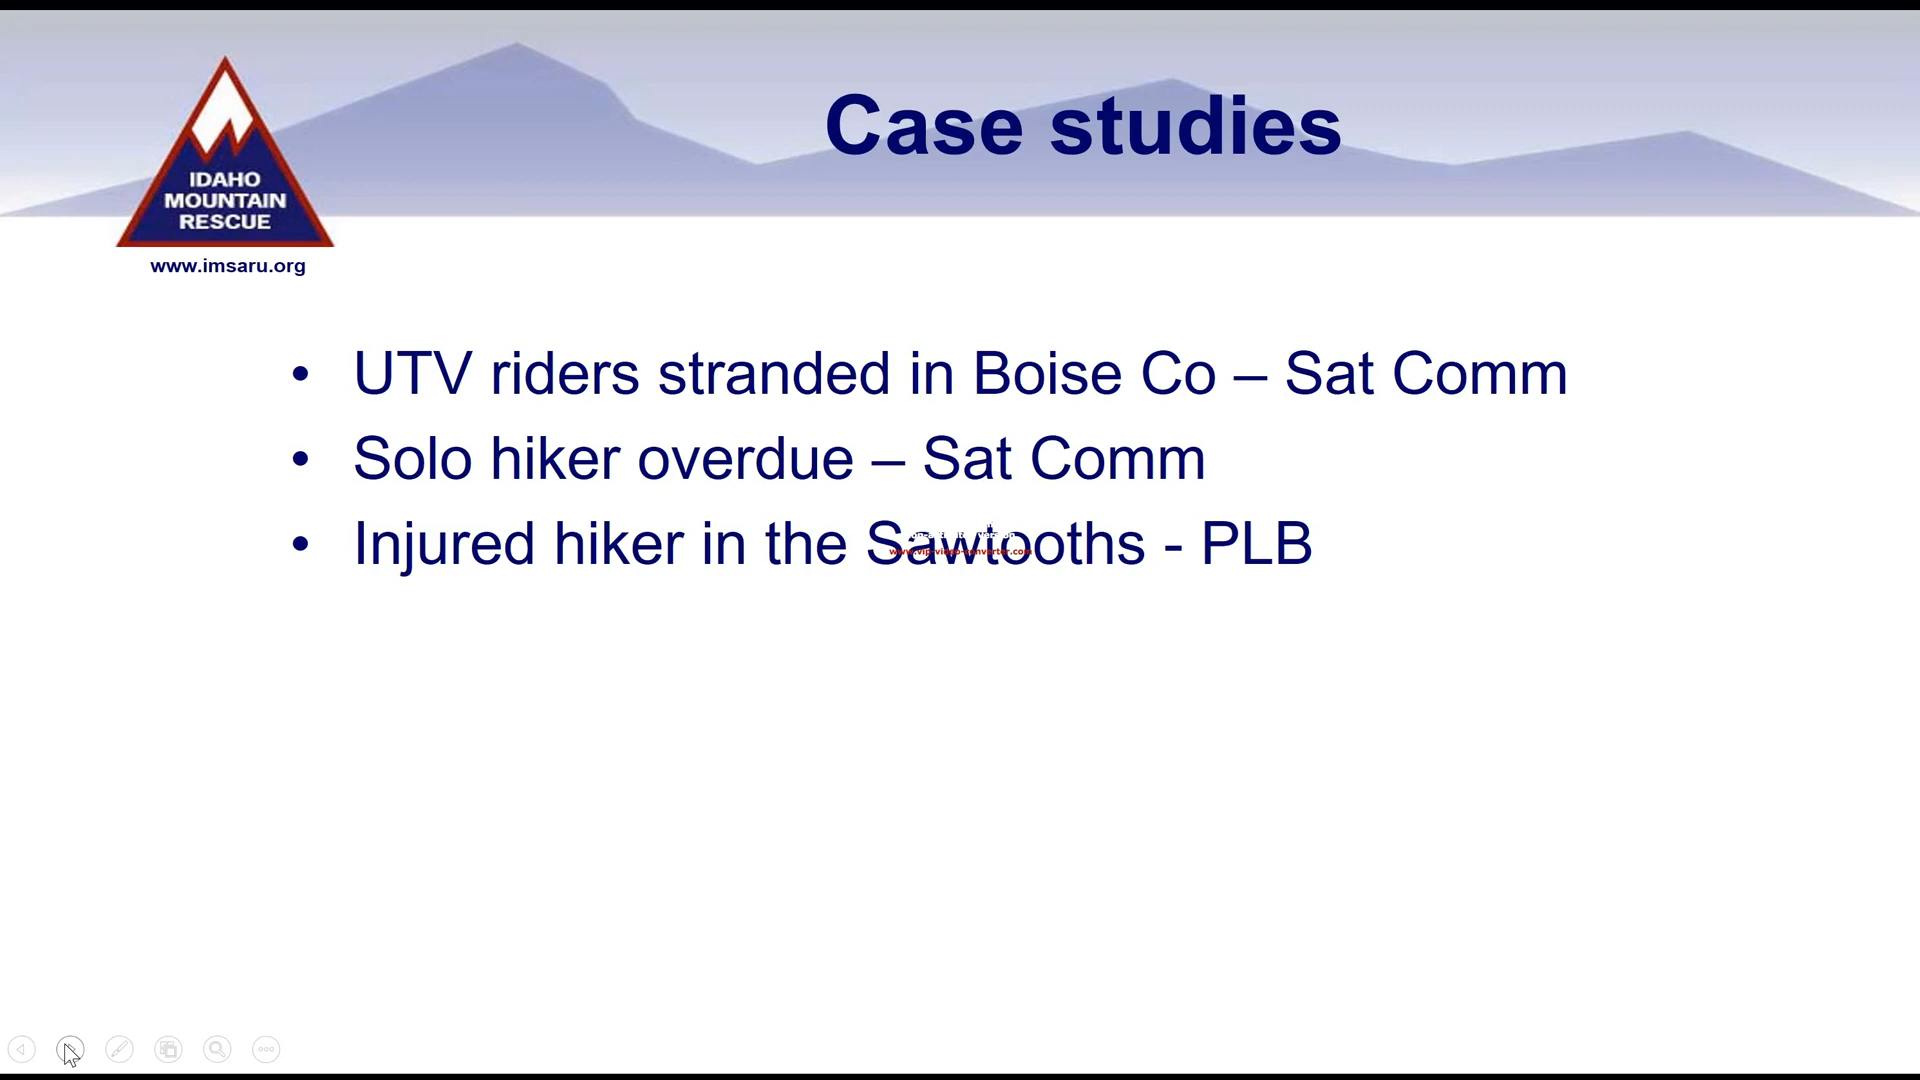 Case studies
IDAHO
MOUNTAIN
RESCUE
www.imsaru.org
• UTV riders stranded in Boise Co – Sat Comm
• Solo hiker overdue – Sat Comm
• Injured hiker in the Sawtooths - PLB